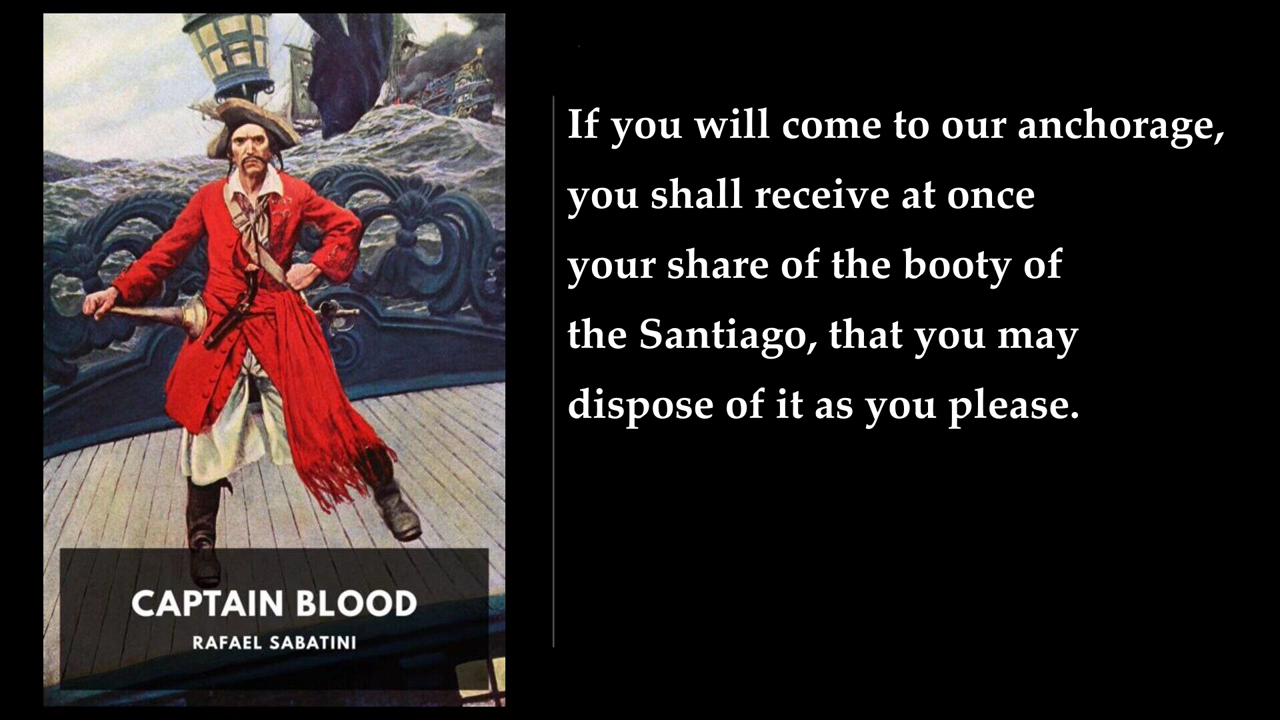 CAPTAIN BLOOD
RAFAEL SABATINI
If you will come to our anchorage,
you shall receive at once
your share of the booty of
the Santiago, that you may
dispose of it as you please.